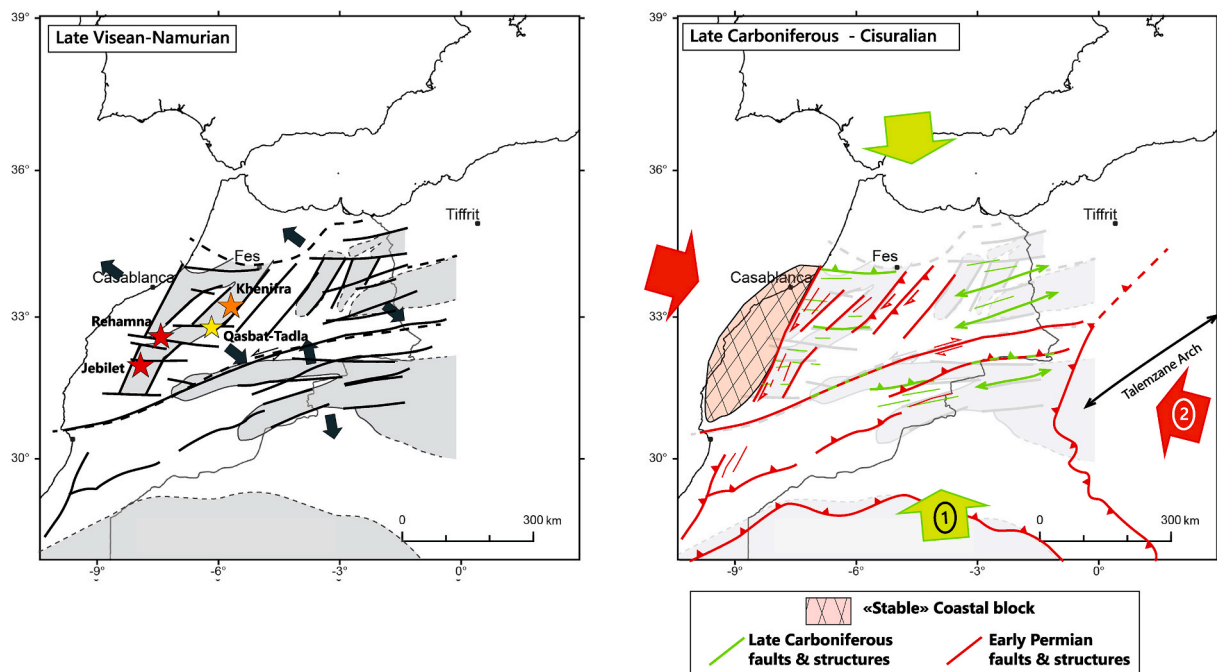 Late Visean-Namurian
39°
36°
33°
30°
-9°
-6°
-3°
0°
Tiffrit
Fes
Casablanca
Khenifra
Rehamna
Qasbat-Tadla
Jebilet
0
300 km
Late Carboniferous - Cisuralian
39°
36°
33°
30°
-9°
-6°
-3°
0°
Tiffrit
Fes
Casablanca
Talemzane Arch
2
1
0
300 km
«Stable» Coastal block
Late Carboniferous
faults & structures
Early Permian
faults & structures